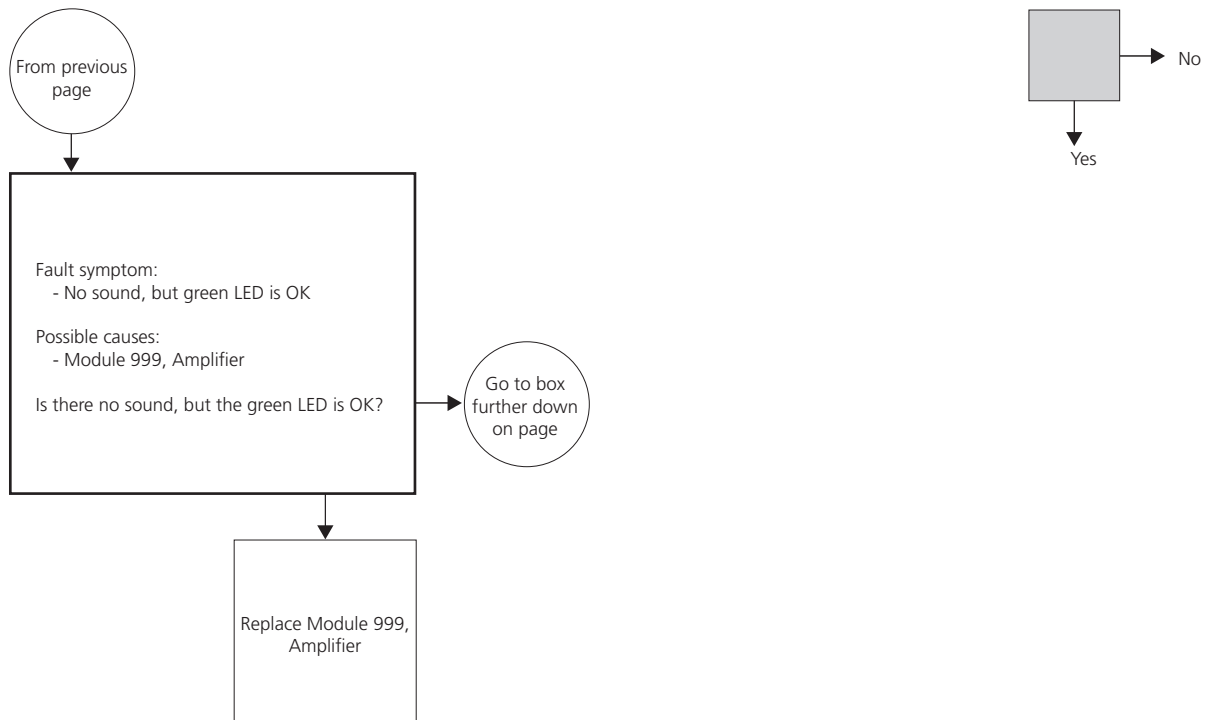 From previous
page
No
Yes
Fault symptom:
- No sound, but green LED is OK
Possible causes:
- Module 999, Amplifier
Is there no sound, but the green LED is OK?
Go to box
further down
on page
Replace Module 999,
Amplifier